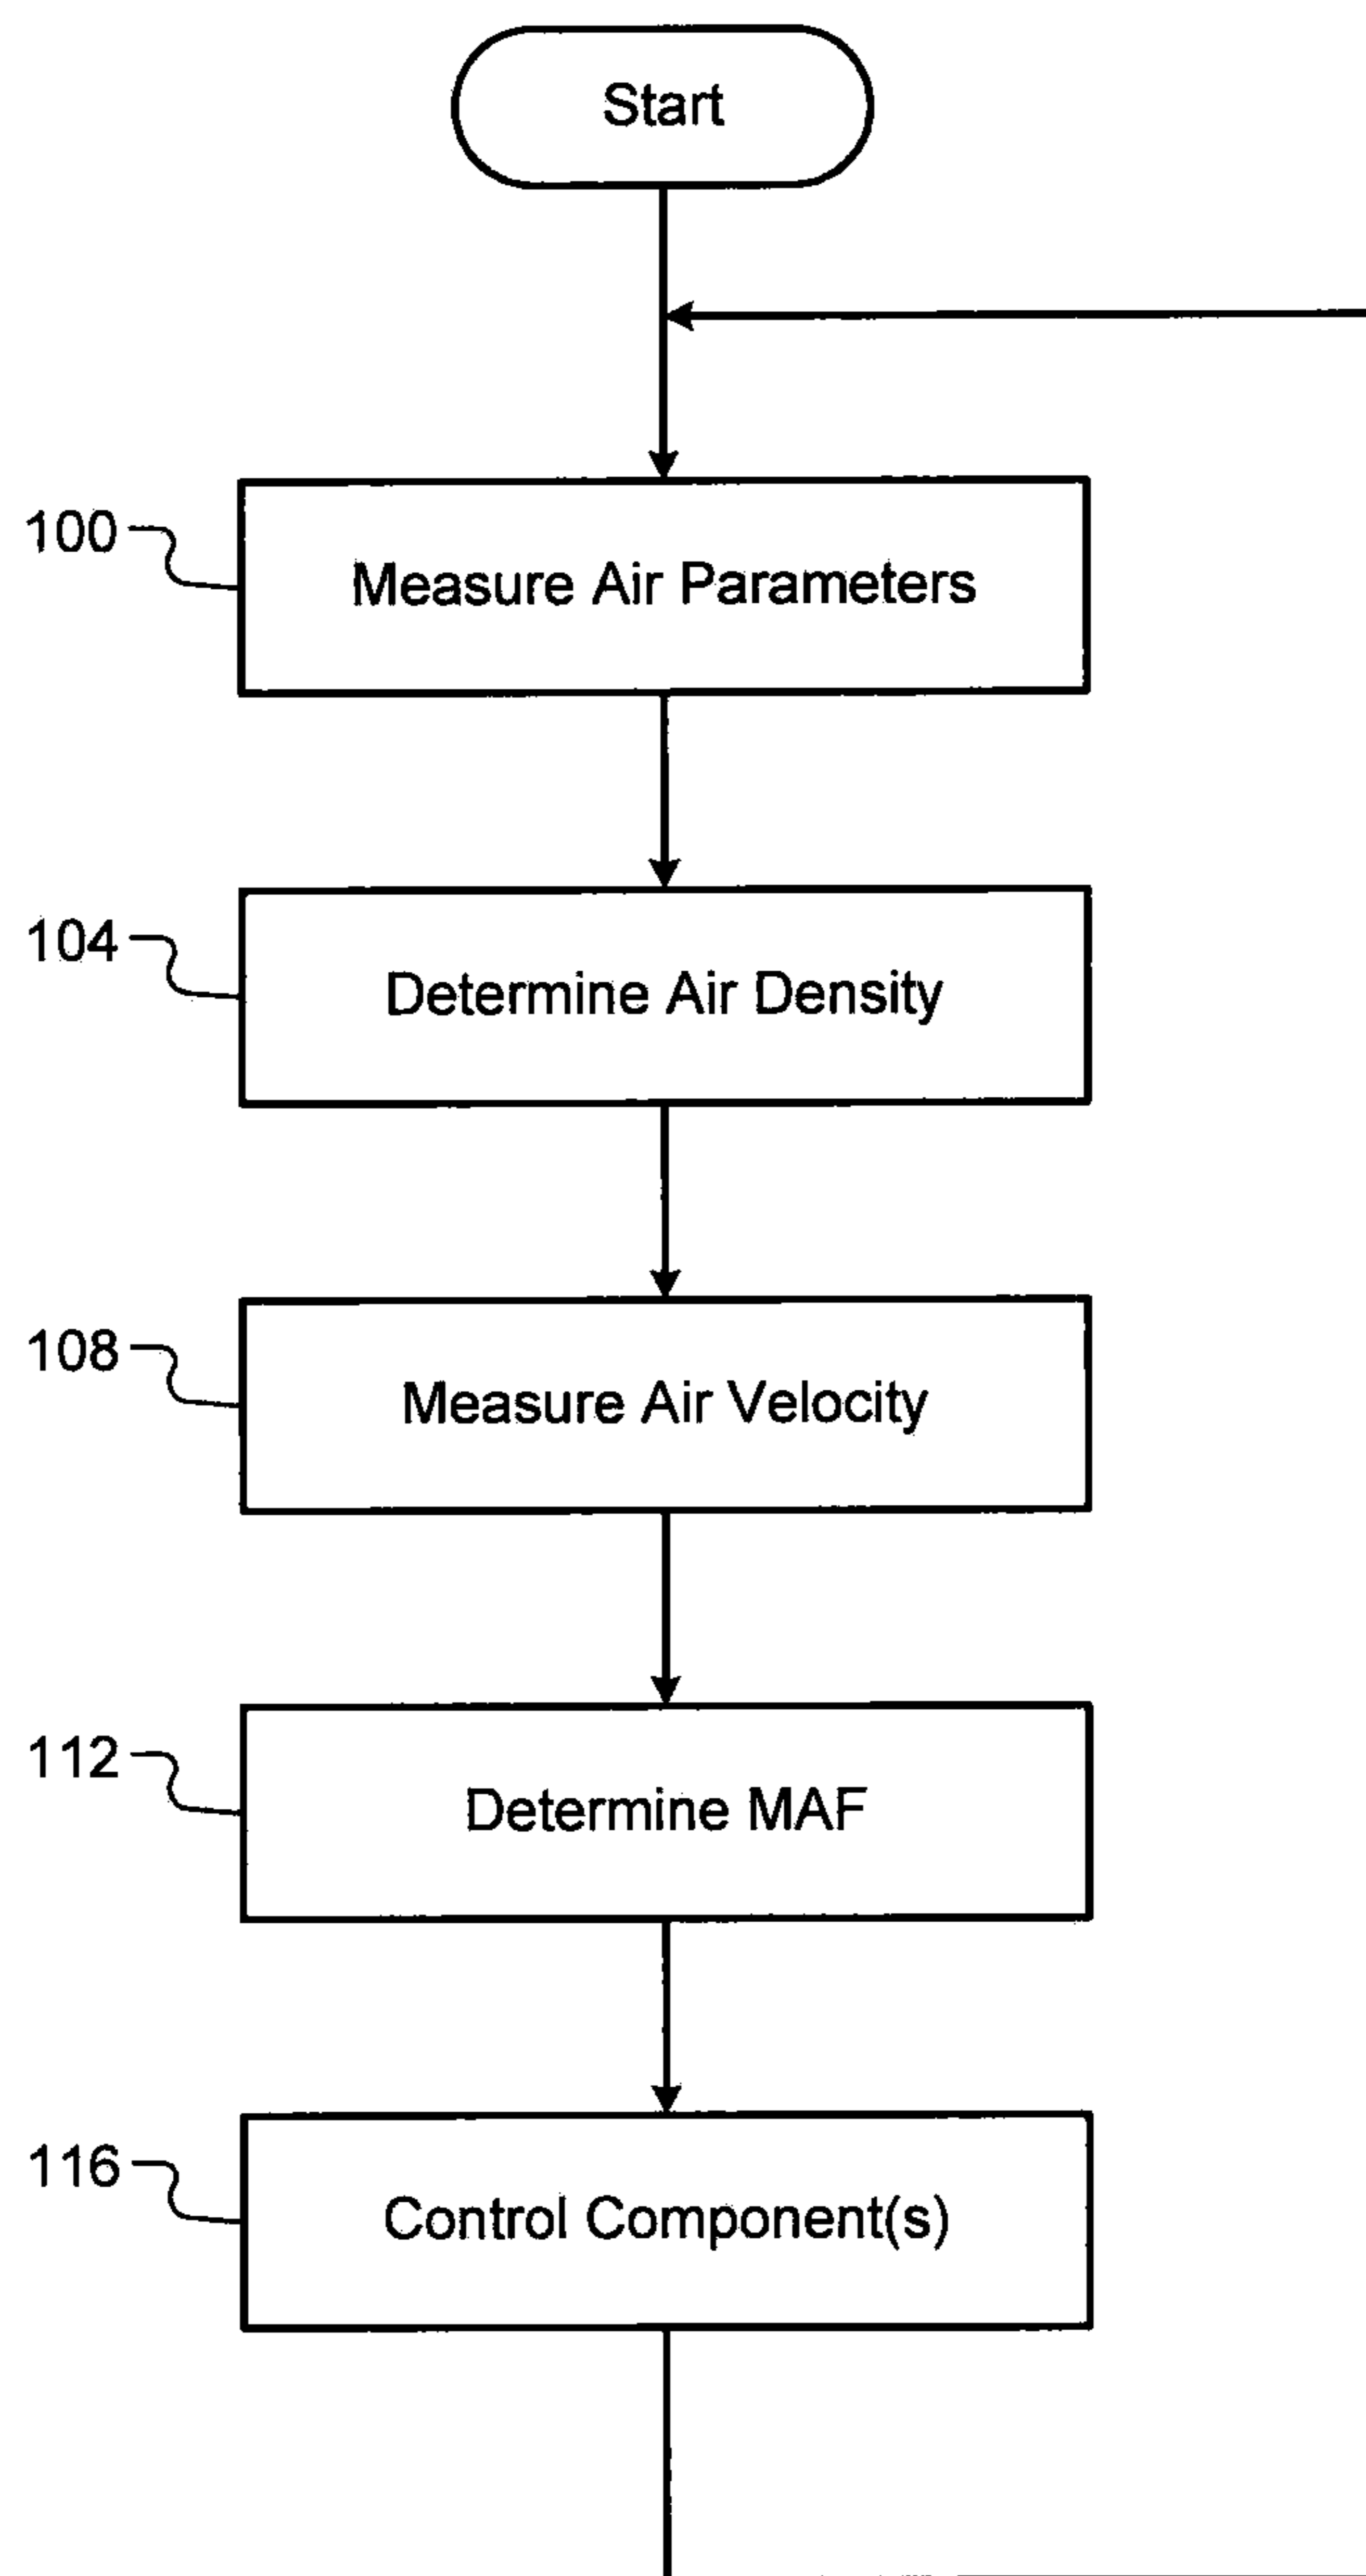 Start
100
Measure Air Parameters
104
Determine Air Density
108
Measure Air Velocity
112
Determine MAF
116
Control Component(s)